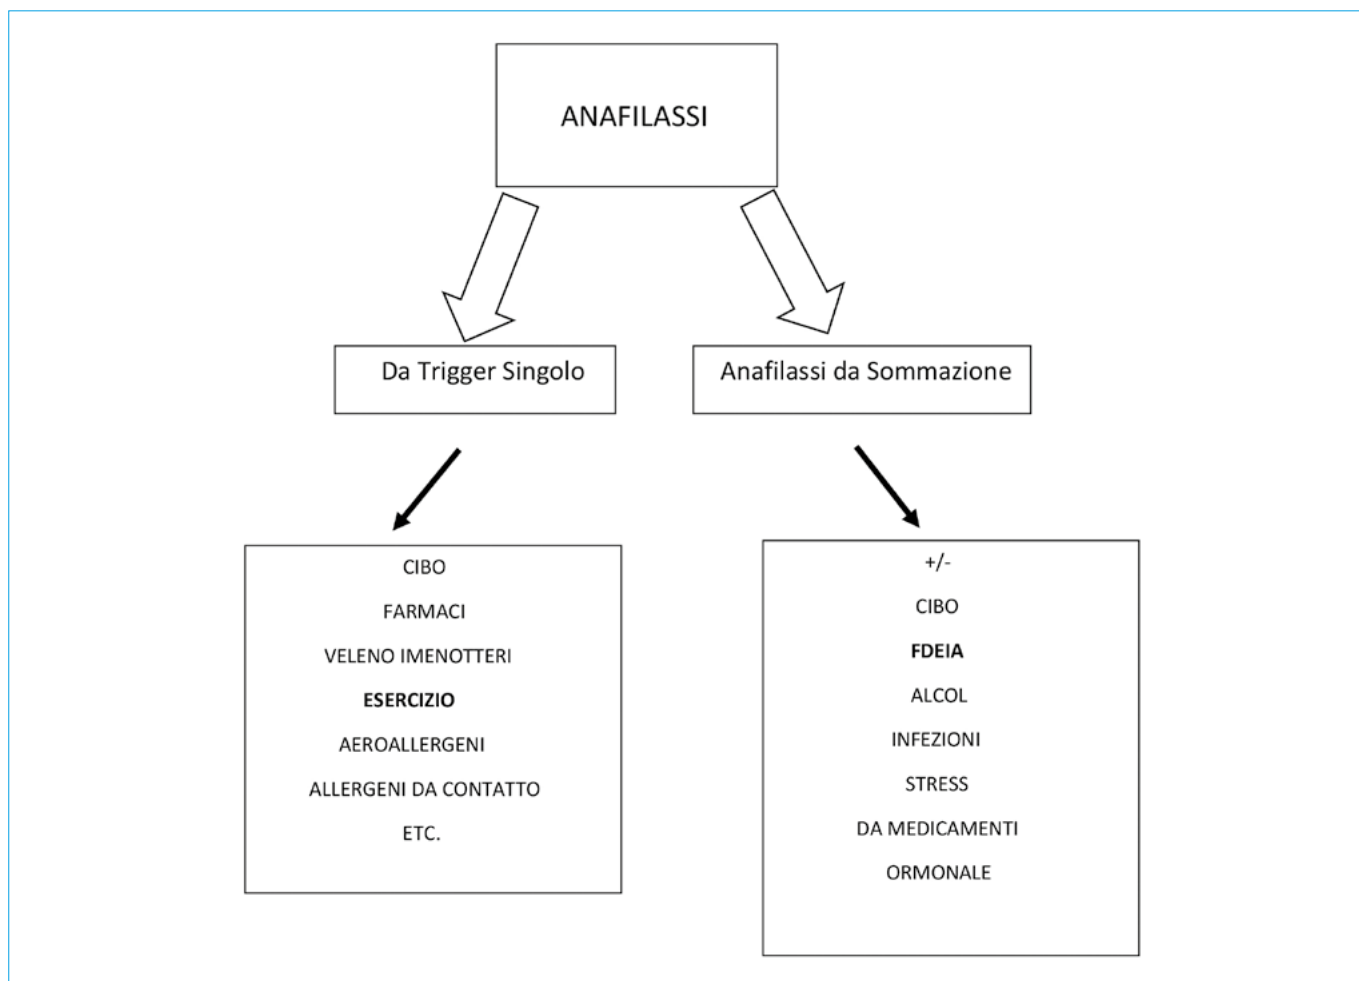 ANAFILASSI
Da Trigger Singolo
Anafilassi da Sommazione
CIBO
FARMACI
VELENO IMENOTTERI
ESERCIZIO
AEROALLERGENI
ALLERGENI DA CONTATTO
ETC.
+/-
CIBO
FDEIA
ALCOL
INFEZIONI
STRESS
DA MEDICAMENTI
ORMONALE